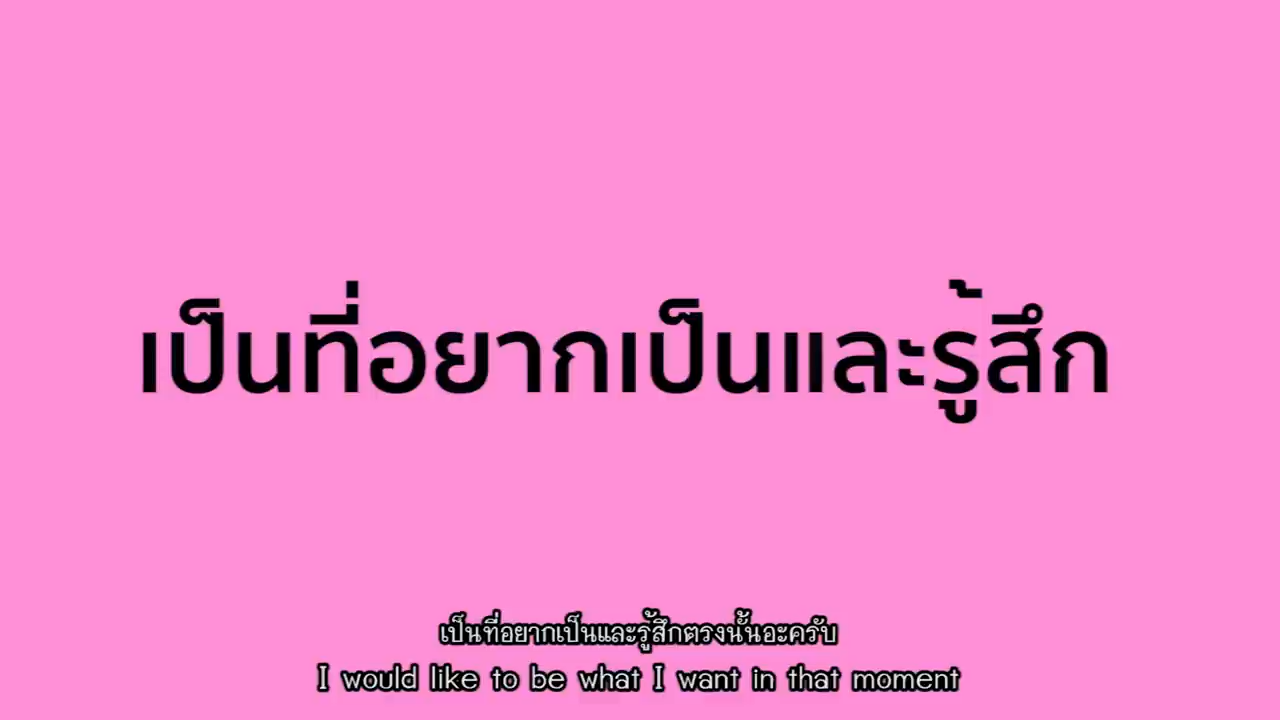 เป็นที่อยากเป็นและรู้สึก
เป็นที่อยากเป็นและรู้สึกตรงนั้นอะครับ
I would like to be what I want in that moment